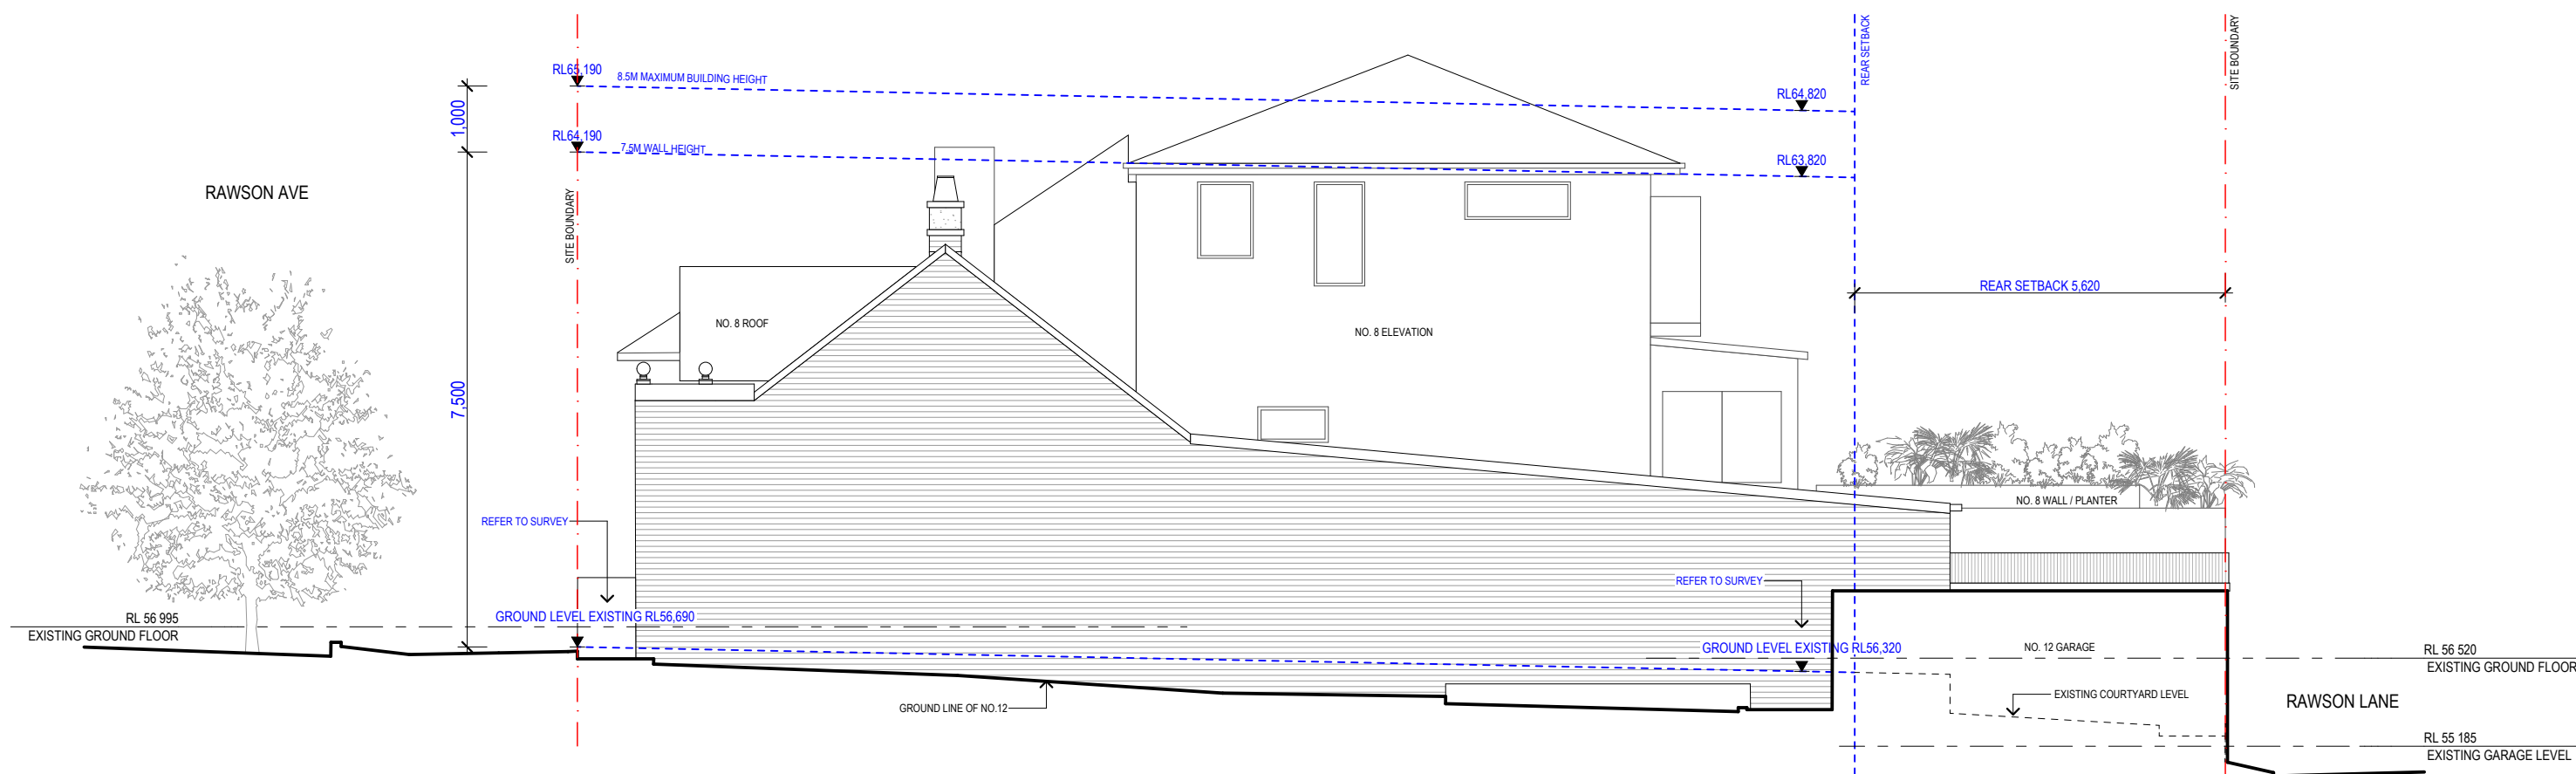 REAR SETBACK
SITE BOUNDARY
RL65,190
8.5M MAXIMUM BUILDING HEIGHT
RL64,820
1,000
RL64,190
7.5M WALL HEIGHT
RL63,820
RAWSON AVE
SITE BOUNDARY
REAR SETBACK 5,620
NO. 8 ROOF
NO. 8 ELEVATION
7,500
NO. 8 WALL / PLANTER
REFER TO SURVEY
REFER TO SURVEY
RL 56 995
EXISTING GROUND FLOOR
GROUND LEVEL EXISTING RL56,690
GROUND LEVEL EXISTING RL56,320
NO. 12 GARAGE
RL 56 520
EXISTING GROUND FLOOR
EXISTING COURTYARD LEVEL
GROUND LINE OF NO.12
RAWSON LANE
RL 55 185
EXISTING GARAGE LEVEL